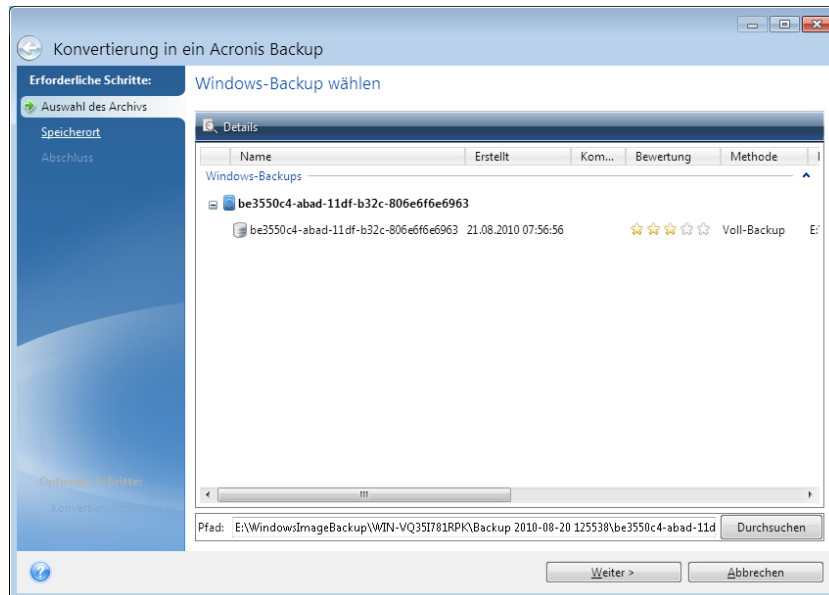 Konvertierung in ein Acronis Backup
Erforderliche Schritte:
Auswahl des Archivs
Speicherort
Abschluss
Windows-Backup wählen
Details
Name Erstellt Kom... Bewertung Methode
Windows-Backups
be3550c4-abad-11df-b32c-806e6f6e6963
be3550c4-abad-11df-b32c-806e6f6e6963 21.08.2010 07:56:56 Voll-Backup E:
Pfad: E:\WindowsImageBackup\WIN-VQ35I781RPK\Backup 2010-08-20 125538\be3550c4-abad-11d Durchsuchen
Schritte:
Weiter > Abbrechen